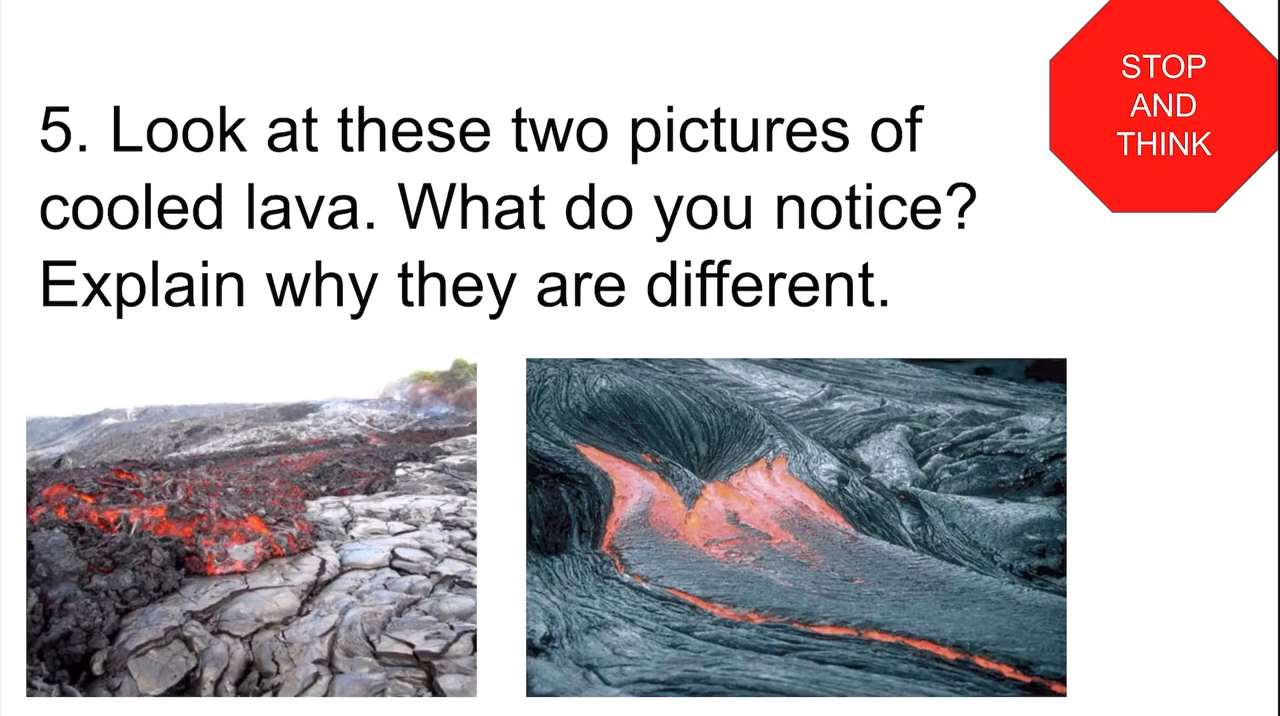 STOP
AND
THINK
5. Look at these two pictures of
cooled lava. What do you notice?
Explain why they are different.